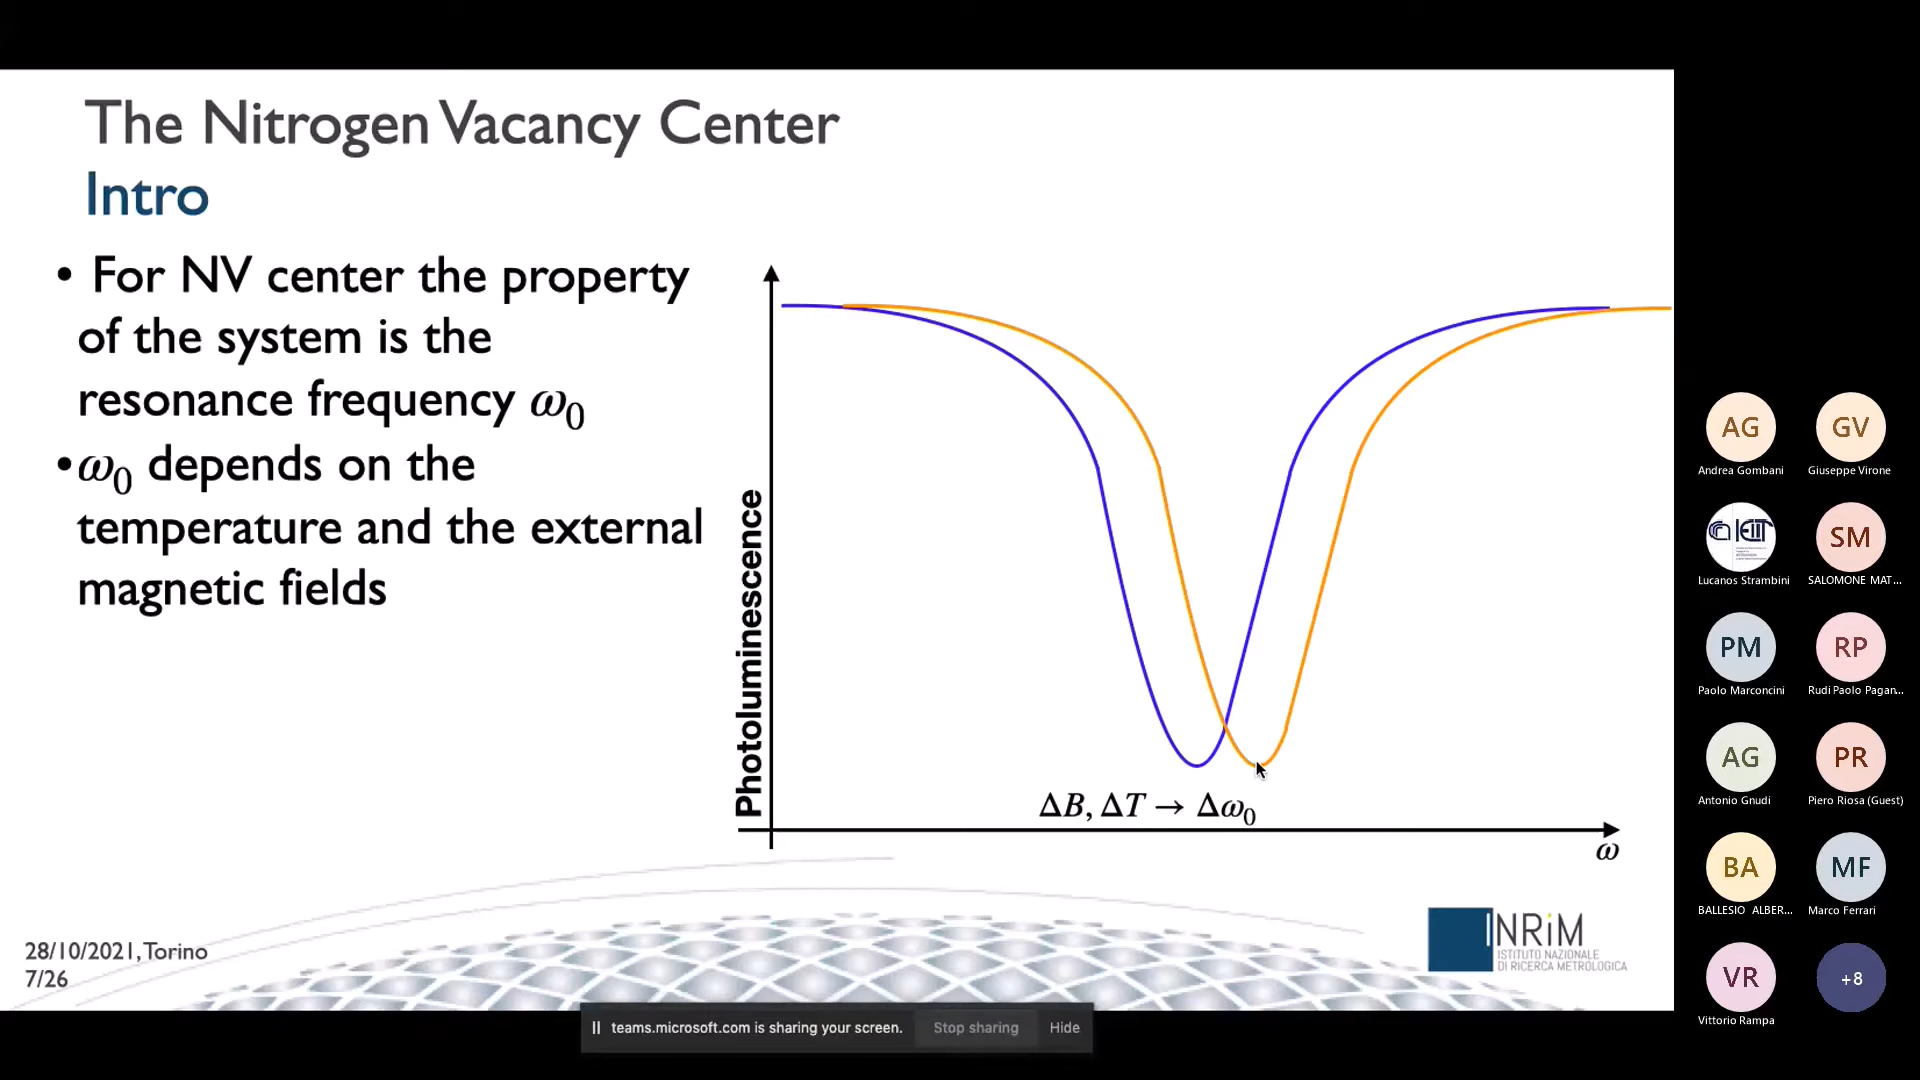 The Nitrogen Vacancy Center
Intro
• For NV center the property
of the system is the
resonance frequency ω0
•ω0 depends on the
temperature and the external
magnetic fields
Photoluminescence
ΔB, ΔT → Δω0
ω
28/10/2021, Torino
7/26
INRiM
ISTITUTO NAZIONALE
DI RICERCA METROLOGICA
teams.microsoft.com is sharing your screen.
Stop sharing
Hide
AG
Andrea Gombani
GV
Giuseppe Virone
IEIIT
Lucanos Strambini
SM
SALOMONE MAT...
PM
Paolo Marconcini
RP
Rudi Paolo Pagan...
AG
Antonio Gnudi
PR
Piero Riosa (Guest)
BA
BALLESIO ALBER...
MF
Marco Ferrari
VR
Vittorio Rampa
+8